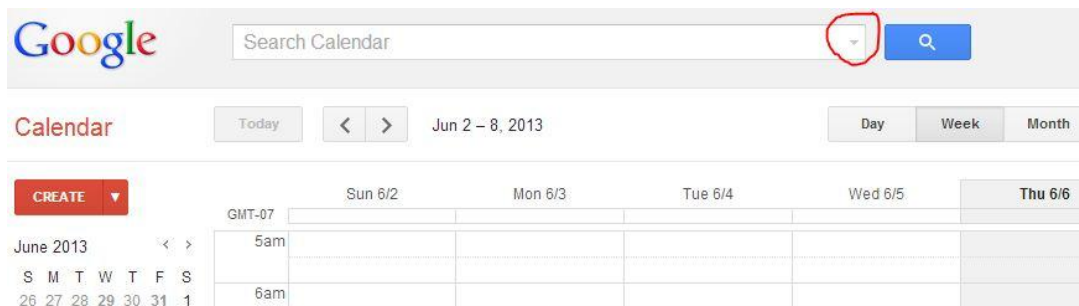 Google
Search Calendar
Calendar
Today
Jun 2 – 8, 2013
Day
Week
Month
CREATE
Sun 6/2
Mon 6/3
Tue 6/4
Wed 6/5
Thu 6/6
GMT-07
June 2013
5am
S M T W T F S
26 27 28 29 30 31 1
6am